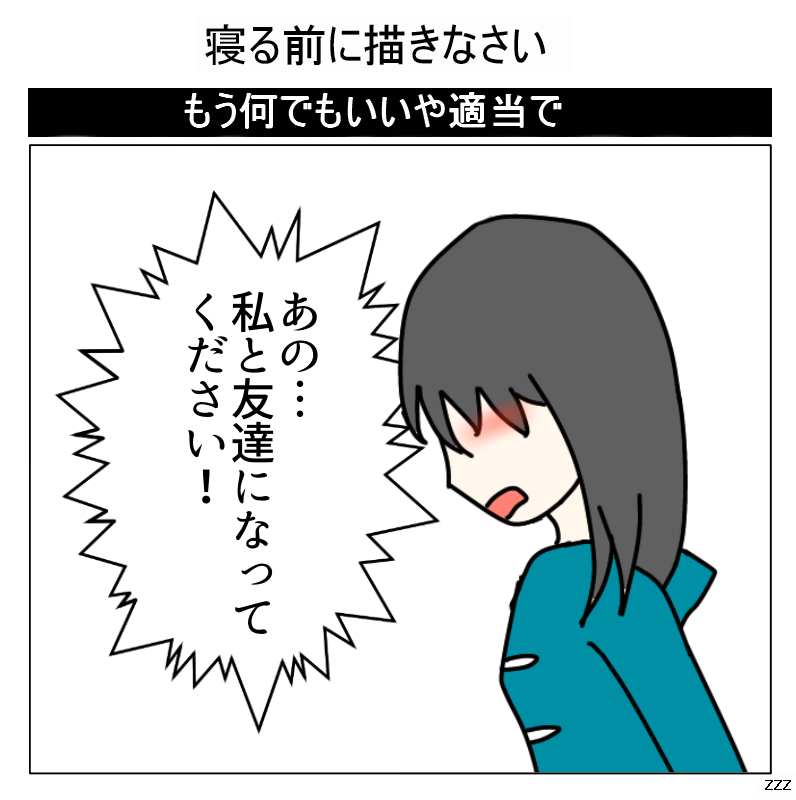 寝る前に描きなさい
もう何でもいいや適当で
あの…
私と友達になって
ください！
zzz